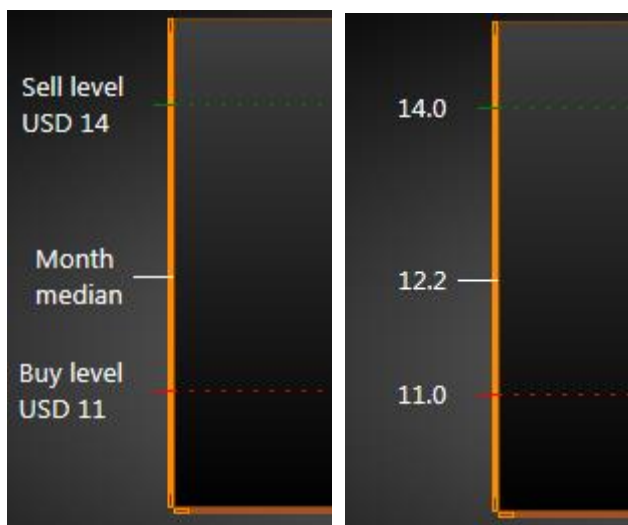 Sell level
USD 14
Month
median
Buy level
USD 11
14.0
12.2
11.0